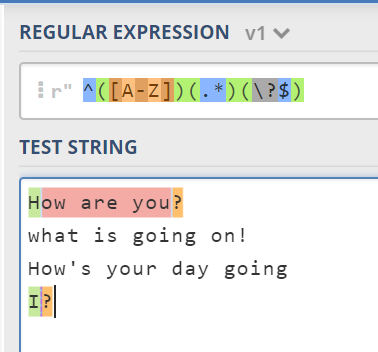 REGULAR EXPRESSION v1
r" ^([A-Z])(.*)(\?$)
TEST STRING
How are you?
what is going on!
How's your day going
I?